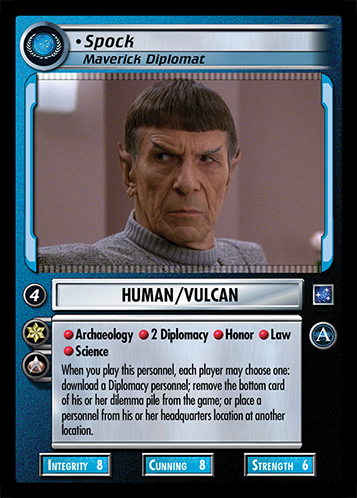 • Spock
Maverick Diplomat
4
HUMAN/VULCAN
A
Archaeology 2 Diplomacy Honor Law
Science
When you play this personnel, each player may choose one:
download a Diplomacy personnel; remove the bottom card
of his or her dilemma pile from the game; or place a
personnel from his or her headquarters location at another
location.
INTEGRITY 8 CUNNING 8 STRENGTH 6